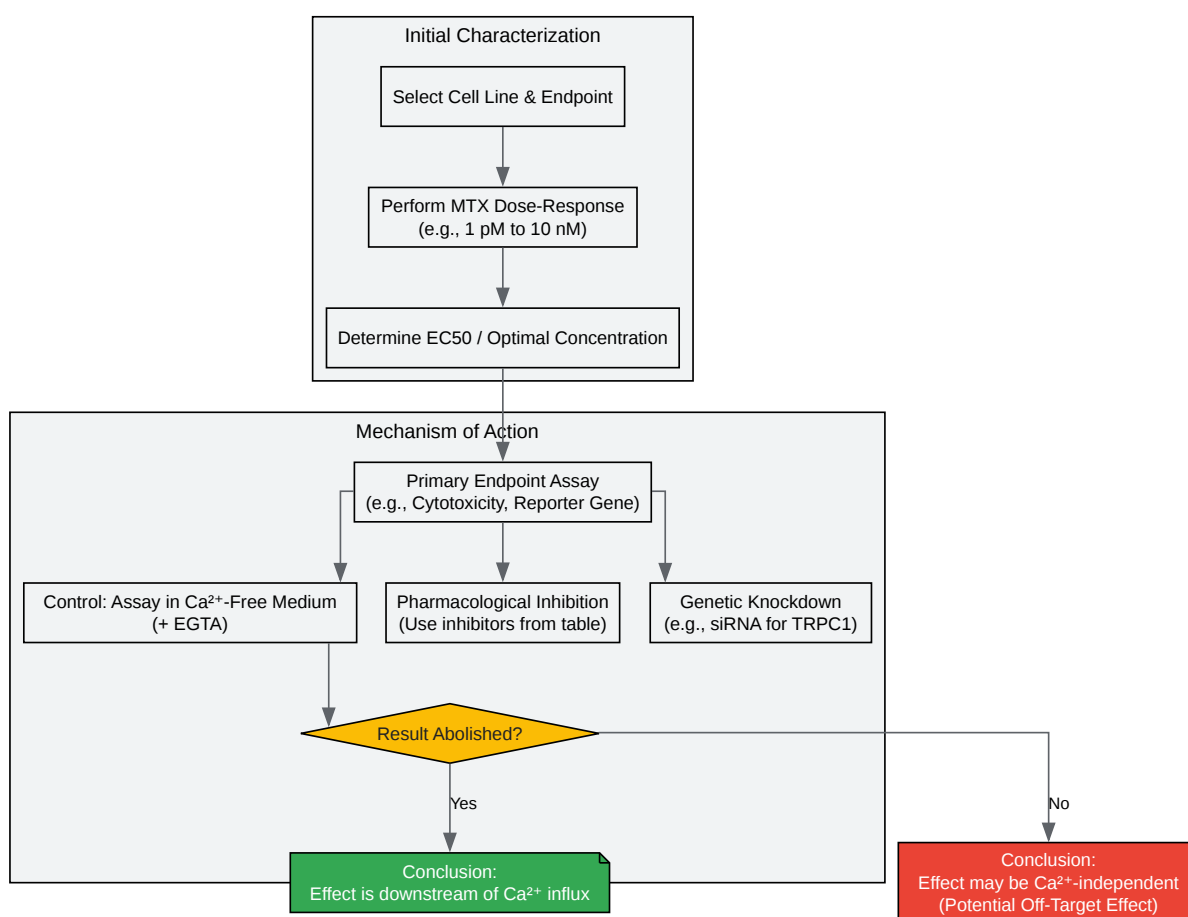 Initial Characterization
Select Cell Line & Endpoint
Perform MTX Dose-Response
(e.g., 1 pM to 10 nM)
Determine EC50 / Optimal Concentration
Mechanism of Action
Primary Endpoint Assay
(e.g., Cytotoxicity, Reporter Gene)
Control: Assay in Ca²⁺-Free Medium
(+ EGTA)
Pharmacological Inhibition
(Use inhibitors from table)
Genetic Knockdown
(e.g., siRNA for TRPC1)
Result Abolished?
Yes
No
Conclusion:
Effect is downstream of Ca²⁺ influx
Conclusion:
Effect may be Ca²⁺-independent
(Potential Off-Target Effect)